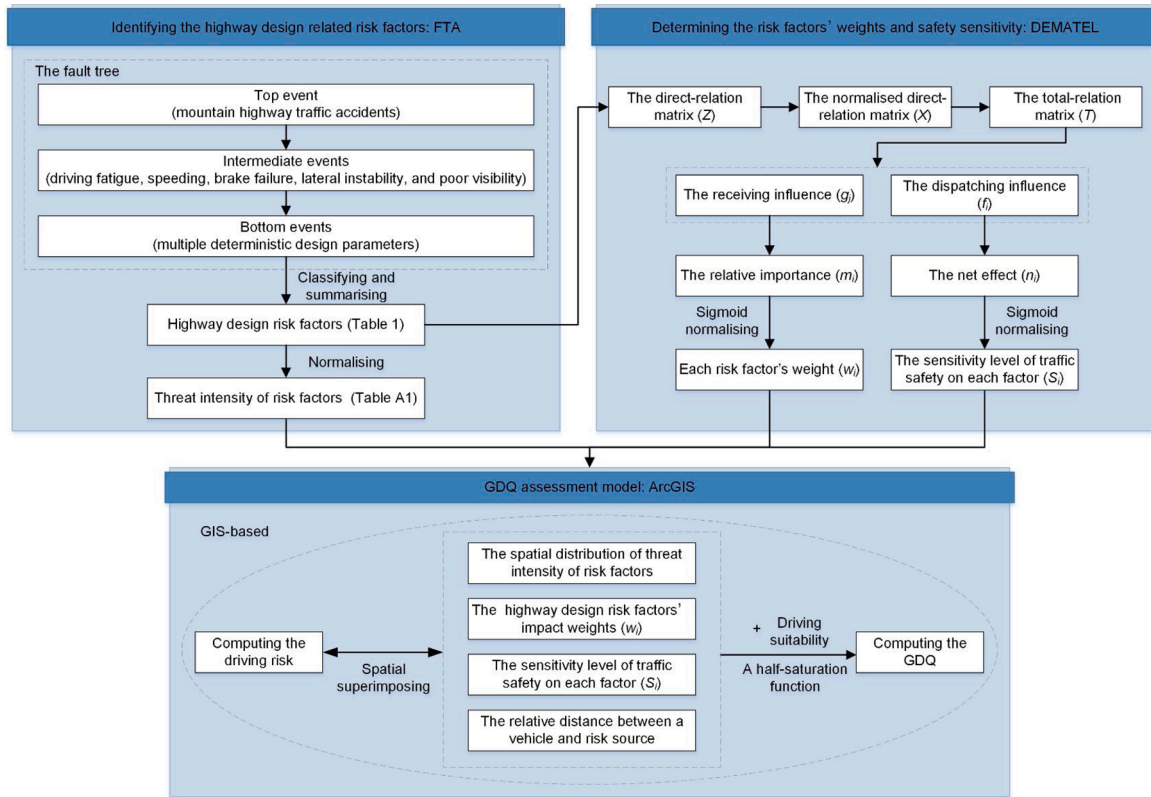 Identifying the highway design related risk factors: FTA
The fault tree
Top event
(mountain highway traffic accidents)
Intermediate events
(driving fatigue, speeding, brake failure, lateral instability, and poor visibility)
Bottom events
(multiple deterministic design parameters)
Classifying and
summarising
Highway design risk factors (Table 1)
Normalising
Threat intensity of risk factors (Table A1)
Determining the risk factors' weights and safety sensitivity: DEMATEL
The direct-relation
matrix (Z)
The normalised direct-
relation matrix (X)
The total-relation
matrix (T)
The receiving influence (gj)
The dispatching influence
(fi)
The relative importance (mi)
The net effect (ni)
Sigmoid
normalising
Sigmoid
normalising
Each risk factor's weight (wi)
The sensitivity level of traffic
safety on each factor (Si)
GDQ assessment model: ArcGIS
GIS-based
Computing the
driving risk
Spatial
superimposing
The spatial distribution of threat
intensity of risk factors
The highway design risk factors'
impact weights (wi)
The sensitivity level of traffic
safety on each factor (Si)
The relative distance between a
vehicle and risk source
+ Driving
suitability
A half-saturation
function
Computing the
GDQ